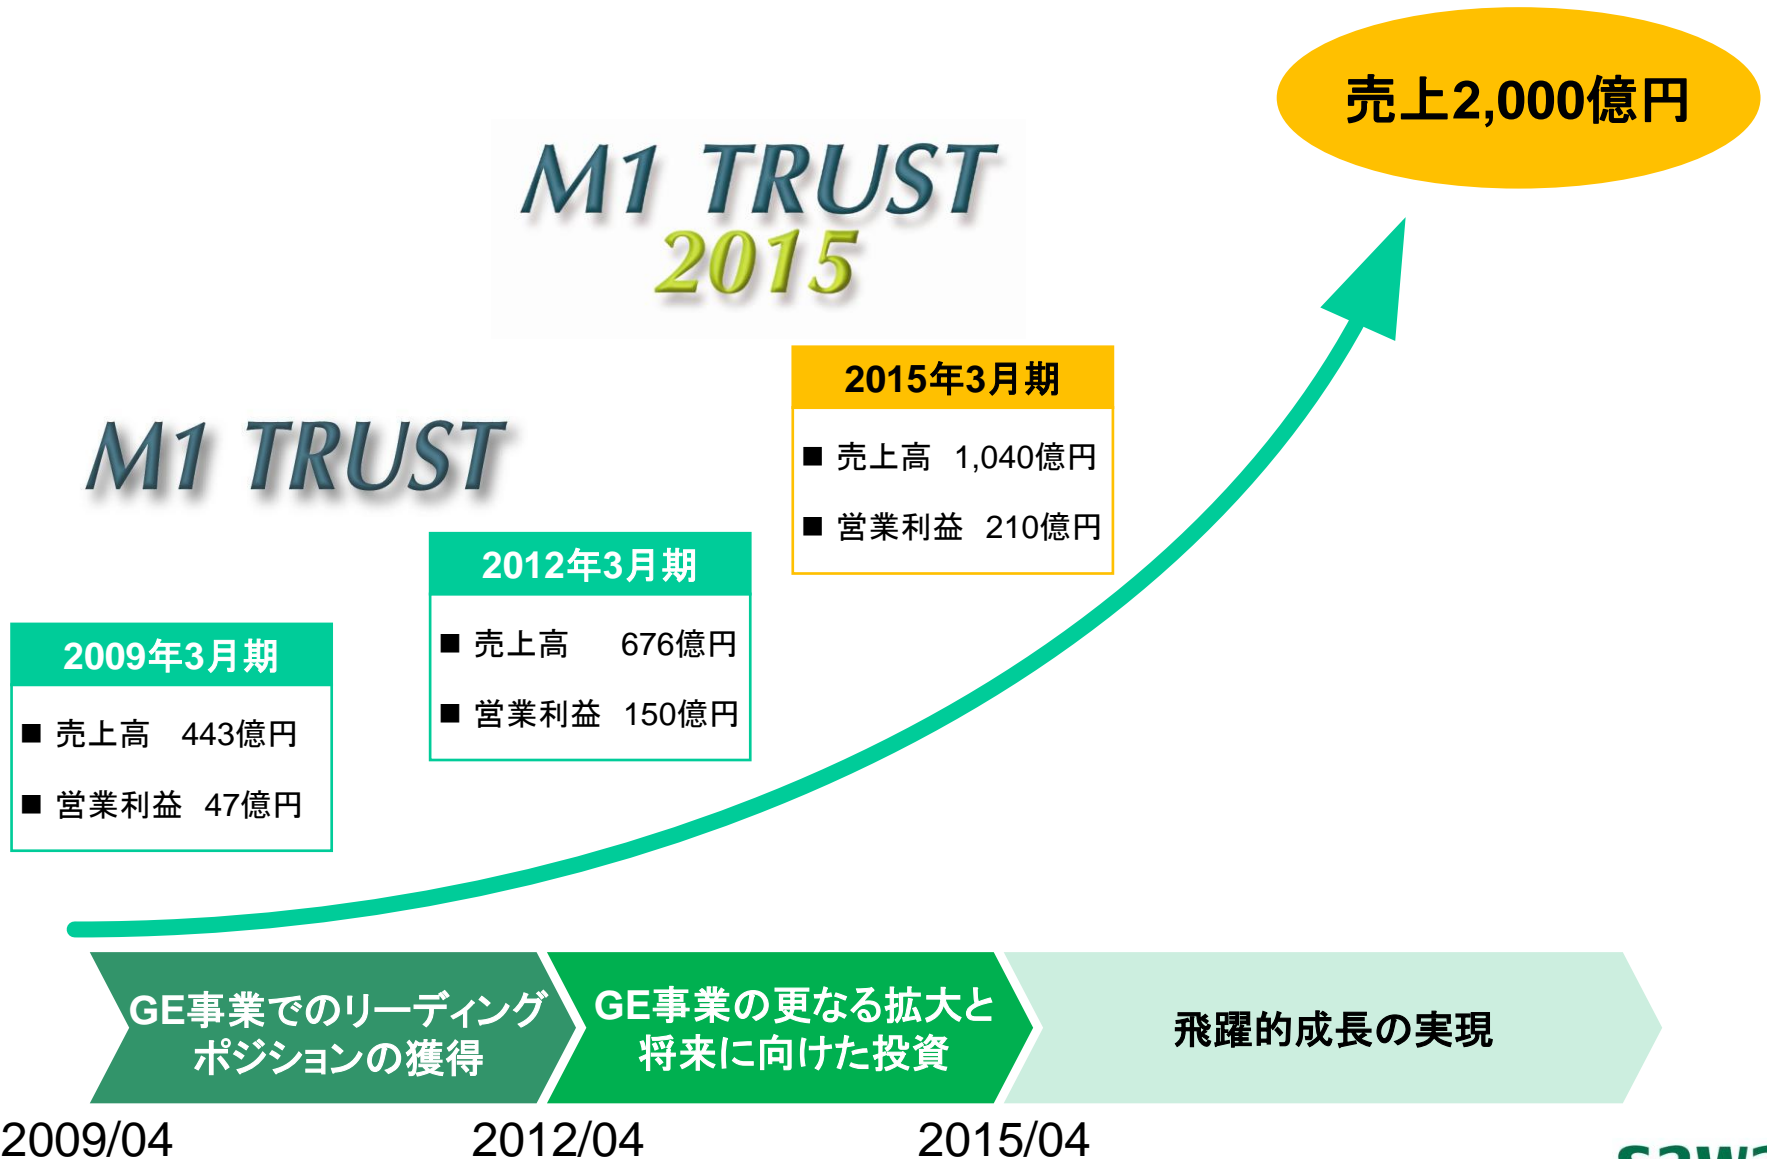 売上2,000億円
M1 TRUST
2015
2015年3月期
■ 売上高 1,040億円
■ 営業利益 210億円
M1 TRUST
2012年3月期
■ 売上高 676億円
■ 営業利益 150億円
2009年3月期
■ 売上高 443億円
■ 営業利益 47億円
GE事業でのリーディング
ポジションの獲得
GE事業の更なる拡大と
将来に向けた投資
飛躍的成長の実現
2009/04
2012/04
2015/04